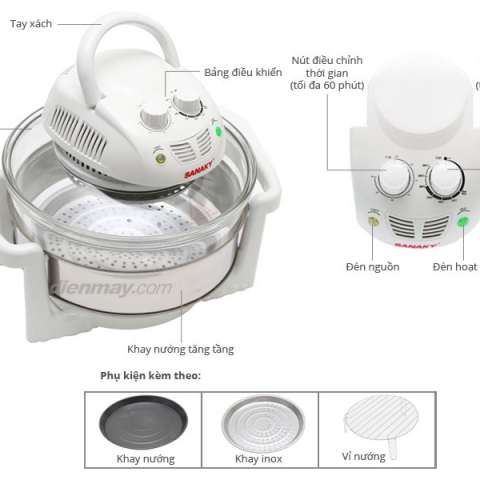 Tay xách
Bảng điều khiển
Nút điều chỉnh
thời gian
(tối đa 60 phút)
SANAKY
SANAKY
Đèn nguồn
Đèn hoạt
dienmay.com
Khay nướng tăng tầng
Phụ kiện kèm theo:
Khay nướng
Khay inox
Vỉ nướng